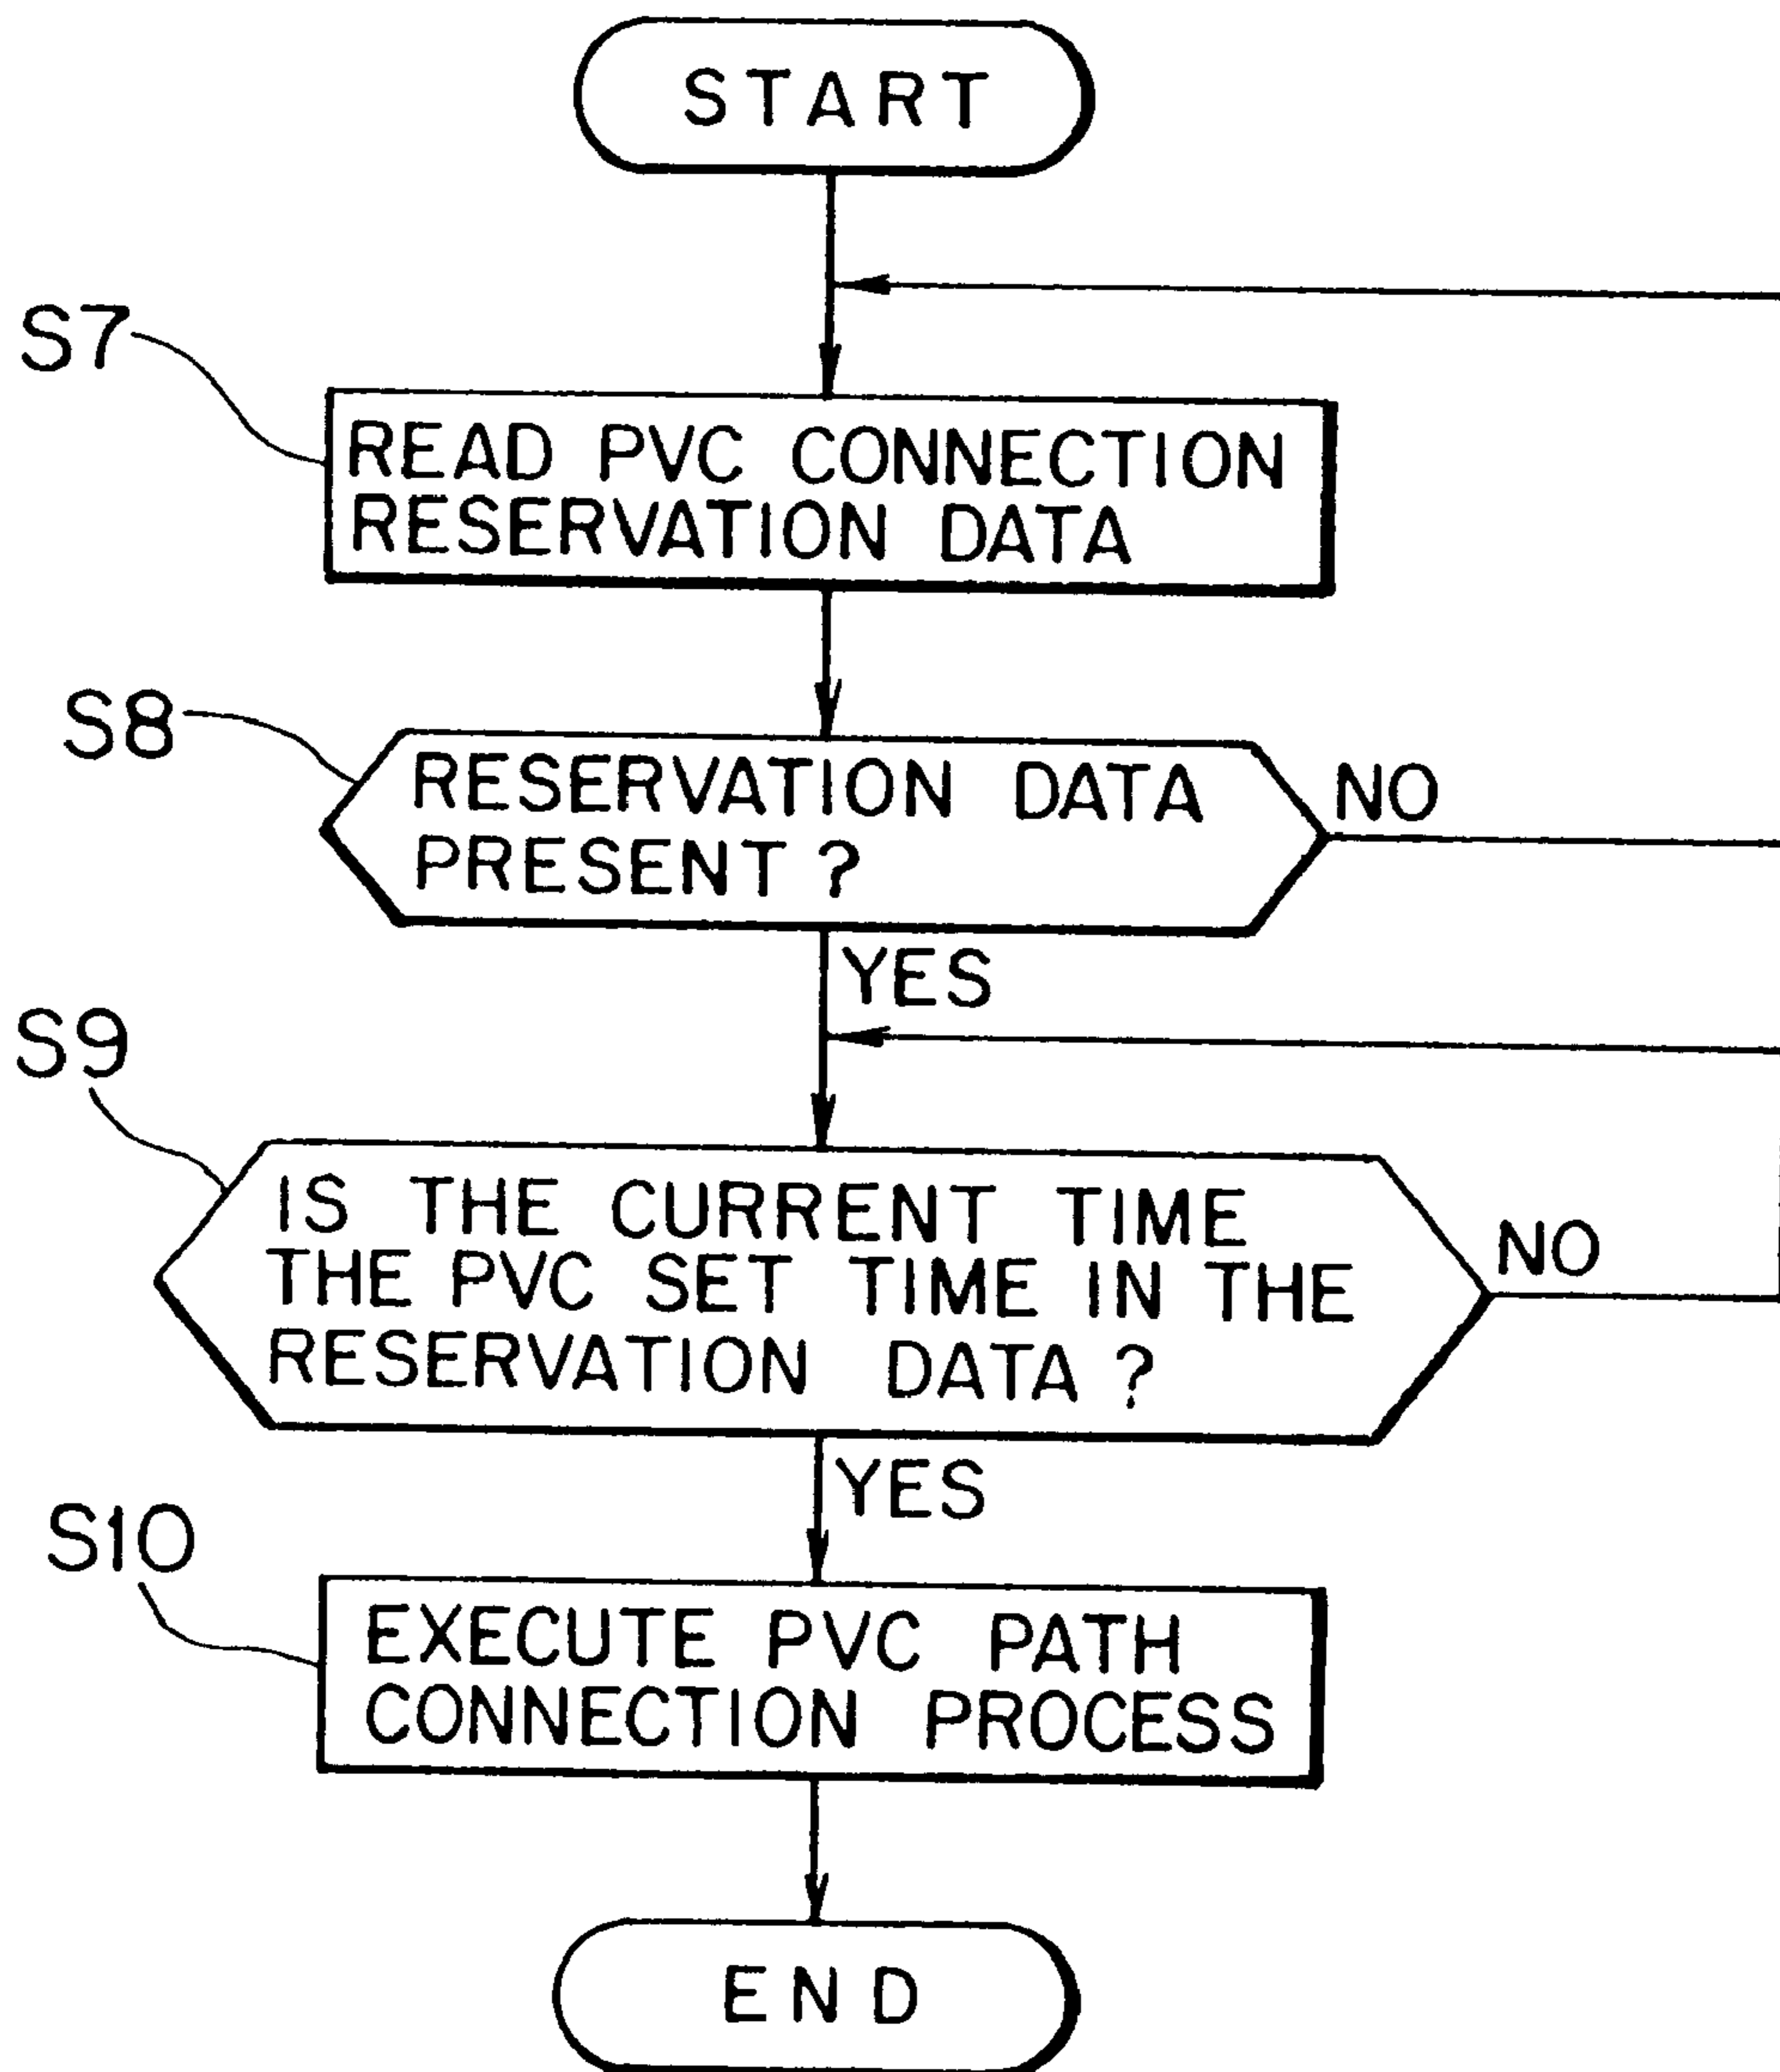 START
S7
READ PVC CONNECTION
RESERVATION DATA
S8
RESERVATION DATA
PRESENT?
NO
YES
S9
IS THE CURRENT TIME
THE PVC SET TIME IN THE
RESERVATION DATA?
NO
YES
S10
EXECUTE PVC PATH
CONNECTION PROCESS
END